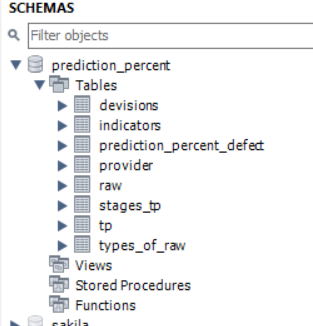 SCHEMAS
Filter objects
prediction_percent
Tables
devisions
indicators
prediction_percent_defect
provider
raw
stages_tp
tp
types_of_raw
Views
Stored Procedures
Functions
sakila